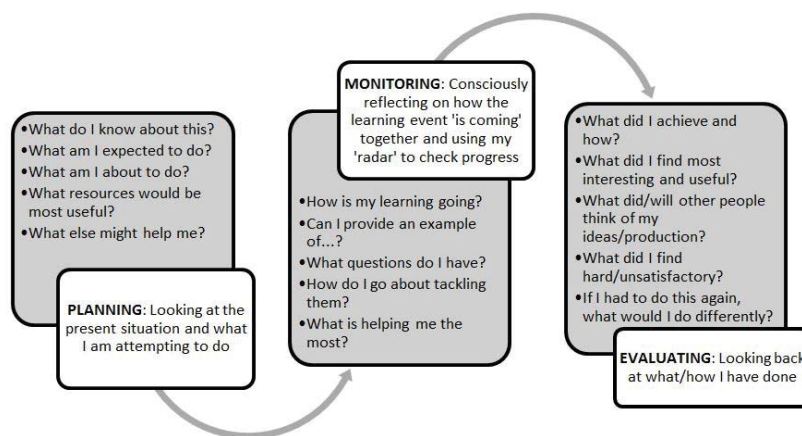 •What do I know about this?
•What am I expected to do?
•What am I about to do?
•What resources would be
most useful?
•What else might help me?
PLANNING: Looking at the
present situation and what
I am attempting to do
MONITORING: Consciously
reflecting on how the
learning event 'is coming'
together and using my
'radar' to check progress
•How is my learning going?
•Can I provide an example
of...?
•What questions do I have?
•How do I go about tackling
them?
•What is helping me the
most?
•What did I achieve and
how?
•What did I find most
interesting and useful?
•What did/will other people
think of my
ideas/production?
•What did I find
hard/unsatisfactory?
•If I had to do this again,
what would I do differently?
EVALUATING: Looking back
at what/how I have done